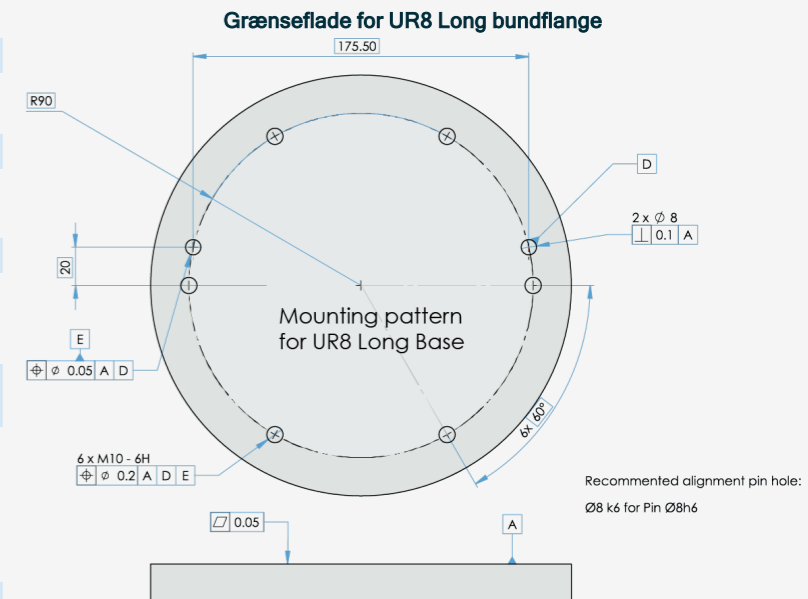 Grænseflade for UR8 Long bundflange
175.50
R90
D
2 x Ø 8
⟂ 0.1 A
20
Mounting pattern
for UR8 Long Base
E
⌖ Ø 0.05 A D
6x 60°
6 x M10 - 6H
⌖ Ø 0.2 A D E
Recommented alignment pin hole:
Ø8 k6 for Pin Ø8h6
⏥ 0.05
A